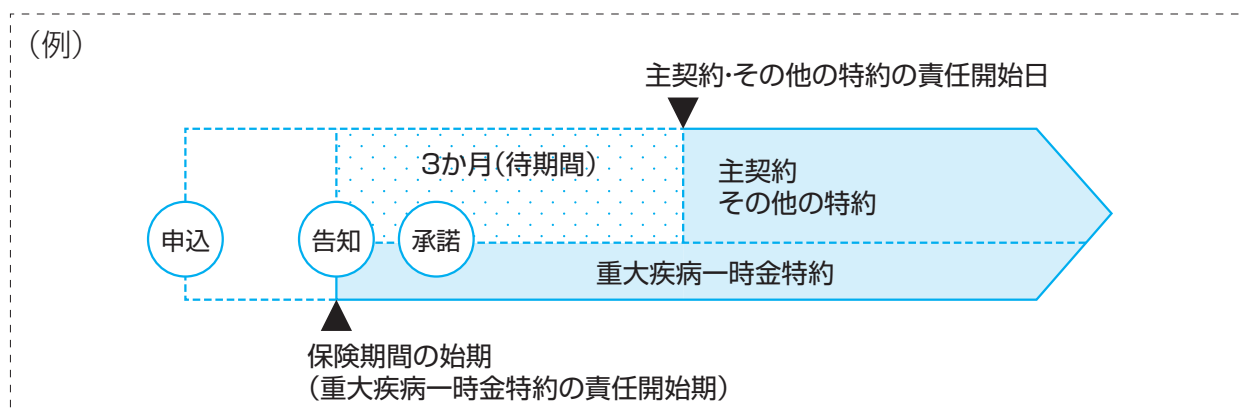 （例）
主契約・その他の特約の責任開始日
3か月（待期間）
主契約
その他の特約
申込
告知
承諾
重大疾病一時金特約
保険期間の始期
（重大疾病一時金特約の責任開始期）